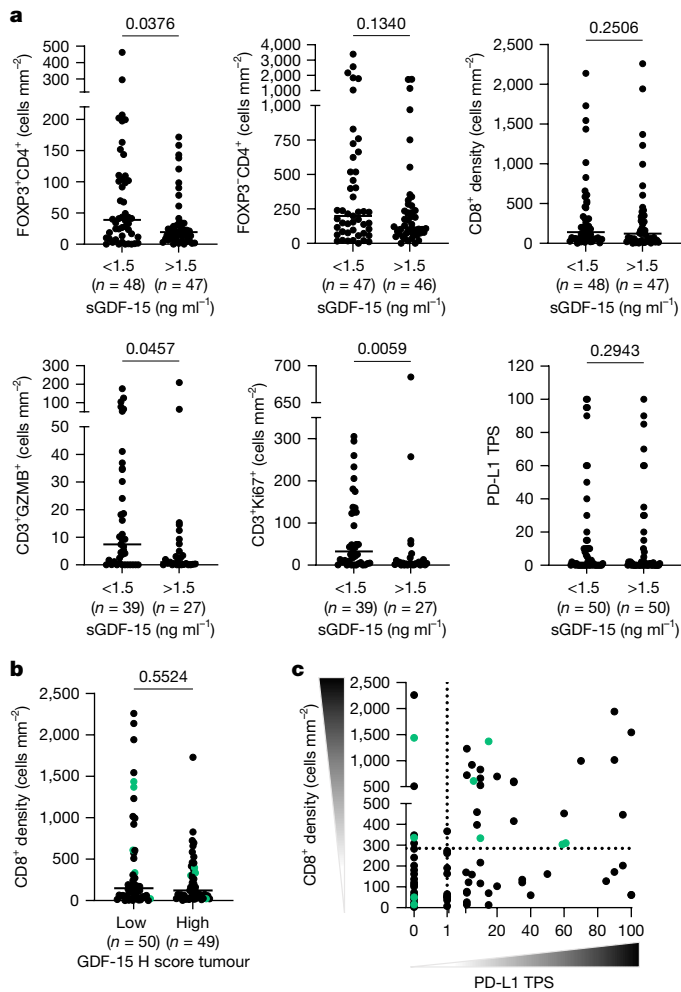 a
0.0376
FOXP3⁺CD4⁺ (cells mm⁻²)
500
400
300
200
150
100
50
0
<1.5 >1.5
(n = 48) (n = 47)
sGDF-15 (ng ml⁻¹)
0.1340
FOXP3⁻CD4⁺ (cells mm⁻²)
4,000
3,000
2,000
1,000
1,000
750
500
250
0
<1.5 >1.5
(n = 47) (n = 46)
sGDF-15 (ng ml⁻¹)
0.2506
CD8⁺ density (cells mm⁻²)
2,500
2,000
1,500
1,000
500
0
<1.5 >1.5
(n = 48) (n = 47)
sGDF-15 (ng ml⁻¹)
0.0457
CD3⁺GZMB⁺ (cells mm⁻²)
300
200
100
50
40
30
20
10
0
<1.5 >1.5
(n = 39) (n = 27)
sGDF-15 (ng ml⁻¹)
0.0059
CD3⁺Ki67⁺ (cells mm⁻²)
700
650
300
200
100
0
<1.5 >1.5
(n = 39) (n = 27)
sGDF-15 (ng ml⁻¹)
0.2943
PD-L1 TPS
120
100
80
60
40
20
0
<1.5 >1.5
(n = 50) (n = 50)
sGDF-15 (ng ml⁻¹)
b
0.5524
CD8⁺ density (cells mm⁻²)
2,500
2,000
1,500
1,000
500
0
Low High
(n = 50) (n = 49)
GDF-15 H score tumour
c
CD8⁺ density (cells mm⁻²)
2,500
2,000
1,500
1,000
500
500
400
300
200
100
0
0 1 20 40 60 80 100
PD-L1 TPS